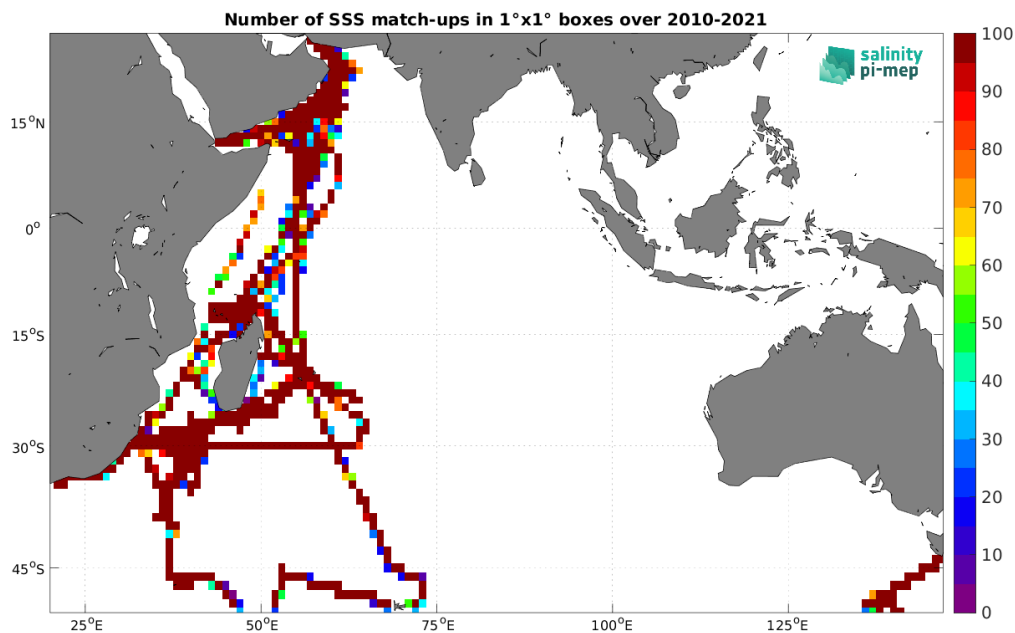 Number of SSS match-ups in 1°x1° boxes over 2010-2021
salinity
pi-mep
15°N
0°
15°S
30°S
45°S
25°E
50°E
75°E
100°E
125°E
100
90
80
70
60
50
40
30
20
10
0